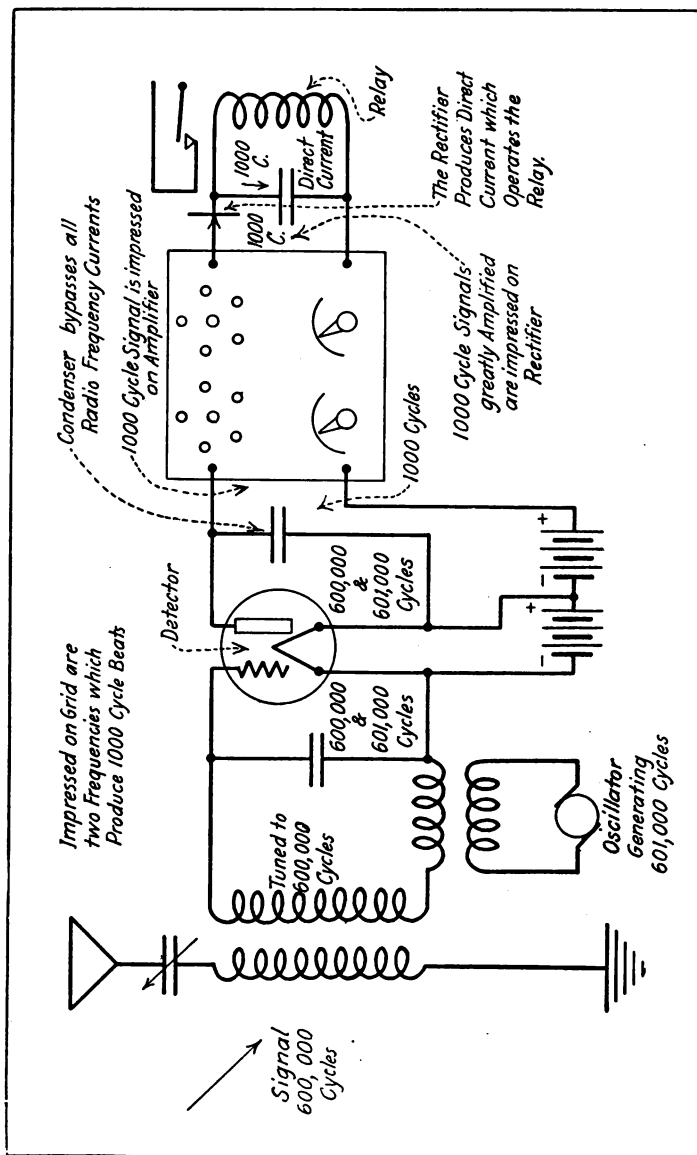 Signal
600,000
Cycles
Impressed on Grid are
two Frequencies which
Produce 1000 Cycle Beats
Tuned to
600,000
Cycles
Oscillator
Generating
601,000 Cycles
600,000
&
601,000
Cycles
Detector
600,000
&
601,000
Cycles
-
+
-
+
Condenser bypasses all
Radio Frequency Currents
1000 Cycle Signal is impressed
on Amplifier
1000 Cycles
1000 Cycle Signals
greatly Amplified
are impressed on
Rectifier
1000
C.
1000
C.
Direct
Current
Relay
The Rectifier
Produces Direct
Current which
Operates the
Relay.